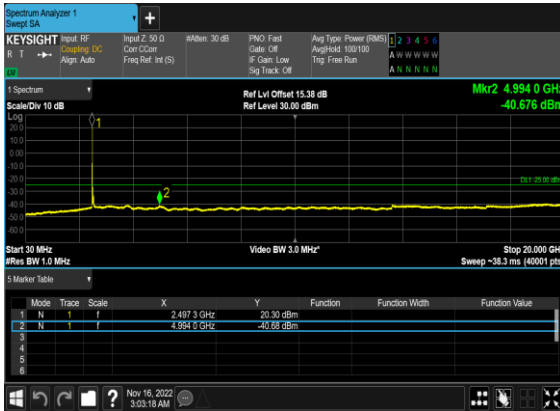 Spectrum Analyzer 1
Swept SA
+
KEYSIGHT Input: RF Input Z: 50 Ω #Atten: 30 dB PNO: Fast Avg Type: Power (RMS) 1 2 3 4 5 6
R T Coupling: DC Corr CCorr Gate: Off Avg|Hold: 100/100 A W W W W W
Align: Auto Freq Ref: Int (S) IF Gain: Low Trig: Free Run
Sig Track: Off A N N N N N
1 Spectrum Ref Lvl Offset 15.38 dB Mkr2 4.994 0 GHz
Scale/Div 10 dB Ref Level 30.00 dBm -40.676 dBm
Log
20.0
10.0
0.00
-10.0
-20.0
DL1 -25.00 dBm
-30.0
-40.0
-50.0
-60.0
1
2
Start 30 MHz Video BW 3.0 MHz* Stop 20.000 GH
#Res BW 1.0 MHz Sweep ~38.3 ms (40001 pts
5 Marker Table
Mode Trace Scale X Y Function Function Width Function Value
1 N 1 f 2.497 3 GHz 20.30 dBm
2 N 1 f 4.994 0 GHz -40.68 dBm
3
4
5
6
? Nov 16, 2022
3:03:18 AM